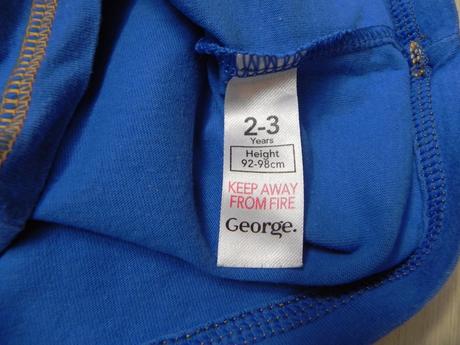 2-3
Years
Height
92-98cm
KEEP AWAY
FROM FIRE
George.